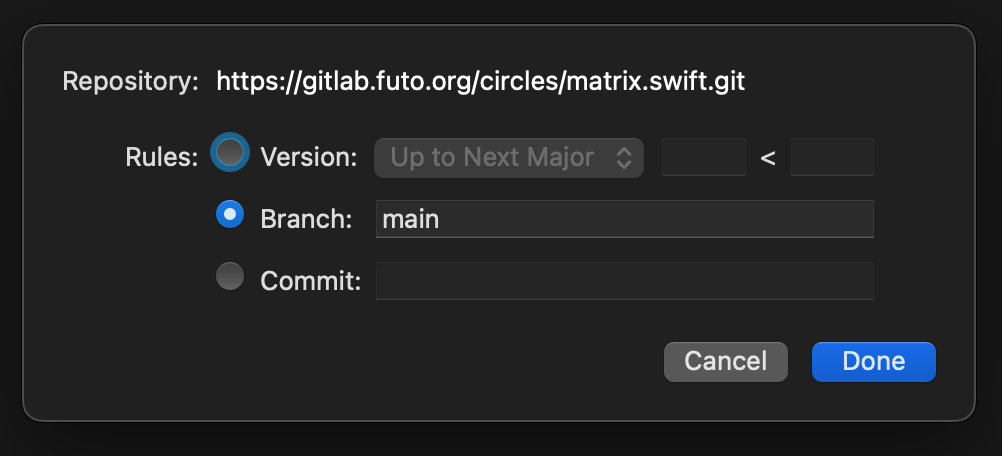 Repository: https://gitlab.futo.org/circles/matrix.swift.git
Rules: Version: Up to Next Major <
Branch: main
Commit:
Cancel Done